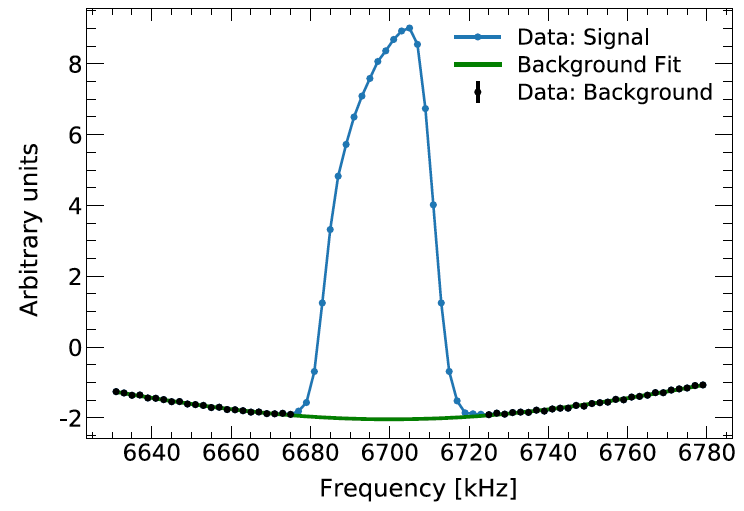 Data: Signal
Background Fit
Data: Background
Arbitrary units
8
6
4
2
0
-2
6640 6660 6680 6700 6720 6740 6760 6780
Frequency [kHz]